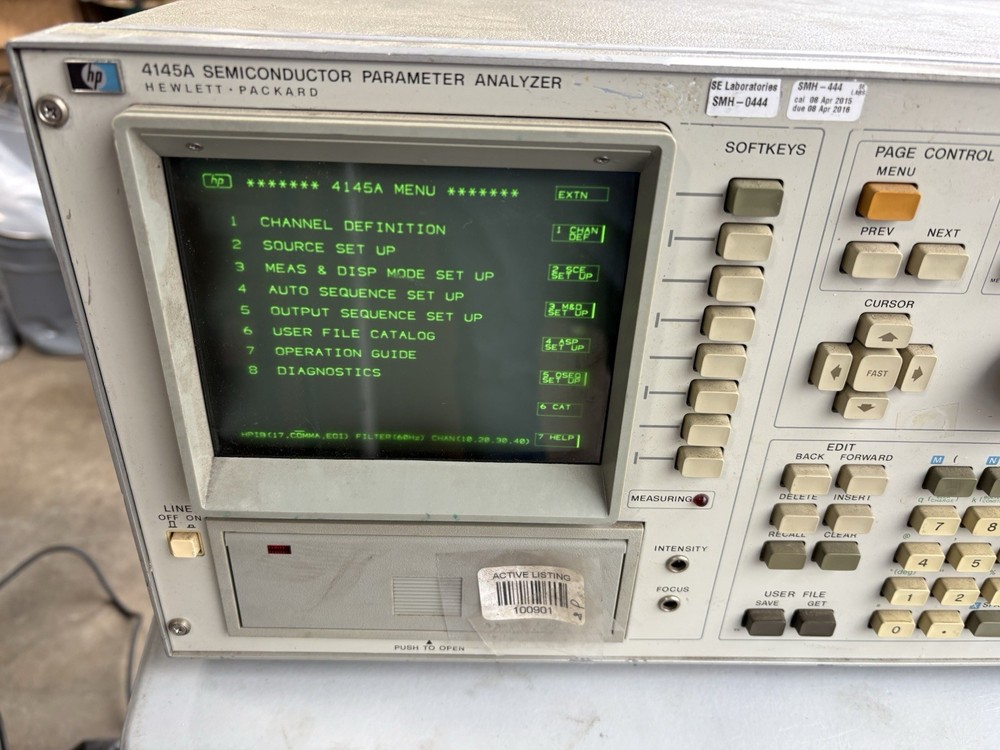 hp
4145A SEMICONDUCTOR PARAMETER ANALYZER
HEWLETT · PACKARD
SE Laboratories
SMH-0444
SMH-444
cal 08 Apr 2015
due 08 Apr 2016
hp ******* 4145A MENU *******
1 CHANNEL DEFINITION
2 SOURCE SET UP
3 MEAS & DISP MODE SET UP
4 AUTO SEQUENCE SET UP
5 OUTPUT SEQUENCE SET UP
6 USER FILE CATALOG
7 OPERATION GUIDE
8 DIAGNOSTICS
HPIB(17,COMMA,EOI) FILTER(60Hz) CHAN(10,20,30,40)
EXTN
1 CHAN
DEF
2 SCE
SET UP
3 M&D
SET UP
4 ASP
SET UP
5 OSEQ
SET UP
6 CAT
7 HELP
SOFTKEYS
MEASURING
INTENSITY
FOCUS
LINE
OFF ON
ACTIVE LISTING
100901
PUSH TO OPEN
PAGE CONTROL
MENU
PREV NEXT
CURSOR
FAST
EDIT
BACK FORWARD
DELETE INSERT
RECALL CLEAR
USER FILE
SAVE GET
M (
N
7 8
4 5
1 2
0 .